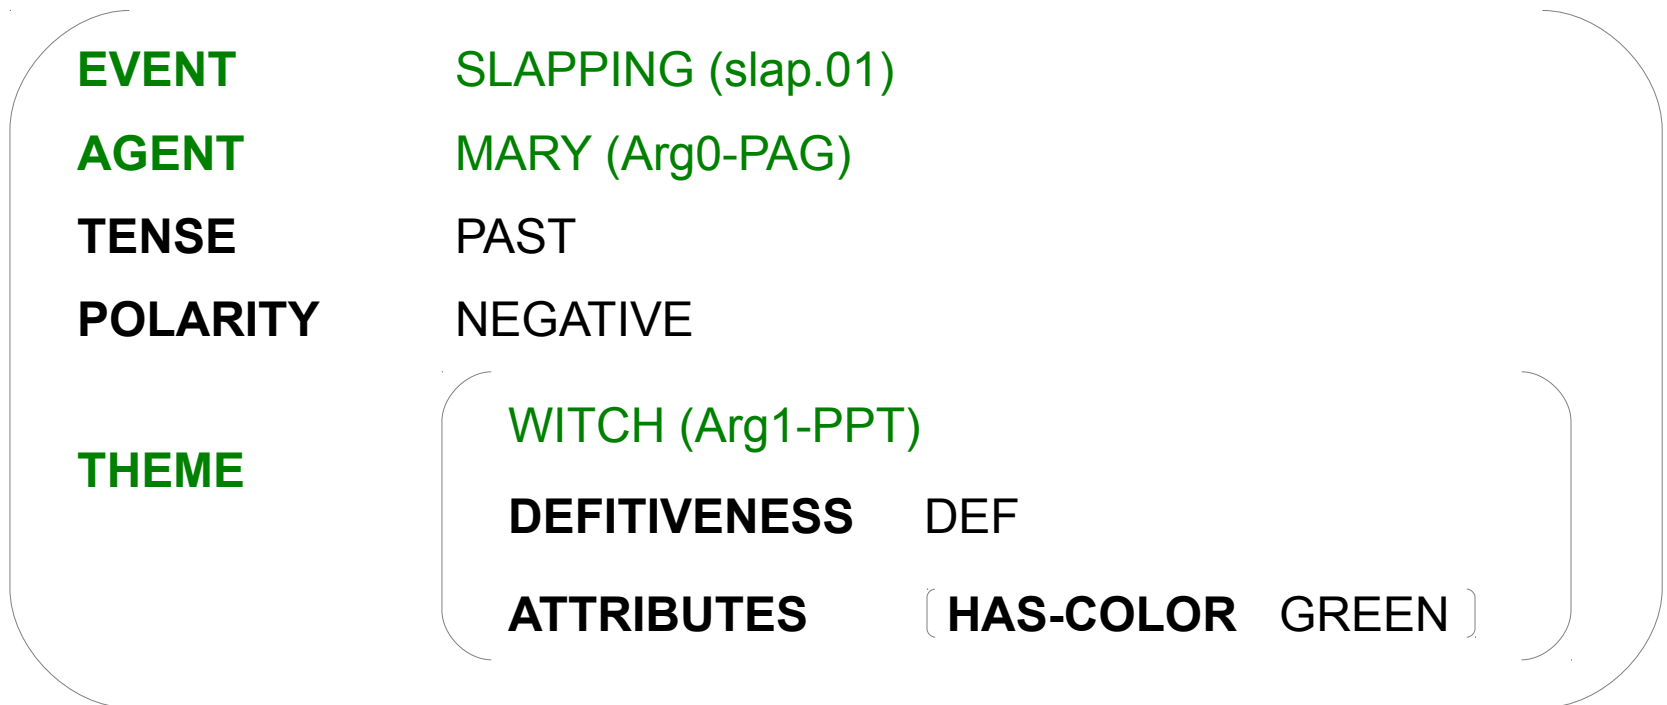 EVENT SLAPPING (slap.01)
AGENT MARY (Arg0-PAG)
TENSE PAST
POLARITY NEGATIVE
WITCH (Arg1-PPT)
THEME
DEFITIVENESS DEF
ATTRIBUTES HAS-COLOR GREEN